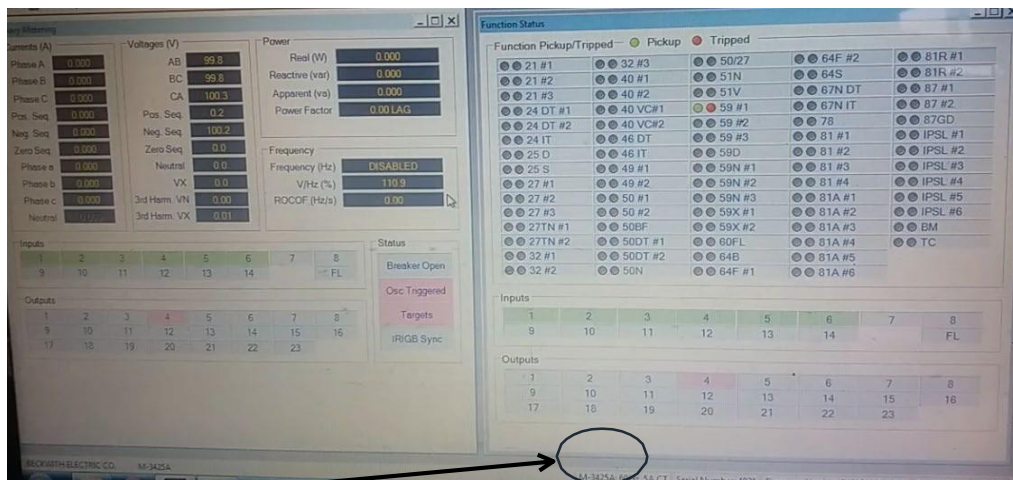 Function Status
Currents (A)
Phase A 0.000
Phase B 0.000
Phase C 0.000
Pos. Seq. 0.000
Neg. Seq. 0.000
Zero Seq. 0.000
Phase a 0.000
Phase b 0.000
Phase c 0.000
Neutral
Voltages (V)
AB 99.8
BC 99.8
CA 100.3
Pos. Seq. 0.2
Neg. Seq. 100.2
Zero Seq. 0.0
Neutral 0.0
VX 0.0
3rd Harm. VN 0.00
3rd Harm. VX 0.01
Power
Real (W) 0.000
Reactive (var) 0.000
Apparent (va) 0.000
Power Factor 0.00 LAG
Frequency
Frequency (Hz) DISABLED
V/Hz (%) 110.9
ROCOF (Hz/s) 0.00
Inputs
1 2 3 4 5 6 7 8
9 10 11 12 13 14 FL
Outputs
1 2 3 4 5 6 7 8
9 10 11 12 13 14 15 16
17 18 19 20 21 22 23
Status
Breaker Open
Osc Triggered
Targets
IRIGB Sync
BECKWITH ELECTRIC CO. M-3425A
Function Pickup/Tripped Pickup Tripped
21 #1
21 #2
21 #3
24 DT #1
24 DT #2
24 IT
25 D
25 S
27 #1
27 #2
27 #3
27TN #1
27TN #2
32 #1
32 #2
32 #3
40 #1
40 #2
40 VC#1
40 VC#2
46 DT
46 IT
49 #1
49 #2
50 #1
50 #2
50BF
50DT #1
50DT #2
50N
50/27
51N
51V
59 #1
59 #2
59 #3
59D
59N #1
59N #2
59N #3
59X #1
59X #2
60FL
64B
64F #1
64F #2
64S
67N DT
67N IT
78
81 #1
81 #2
81 #3
81 #4
81A #1
81A #2
81A #3
81A #4
81A #5
81A #6
81R #1
81R #2
87 #1
87 #2
87GD
IPSL #1
IPSL #2
IPSL #3
IPSL #4
IPSL #5
IPSL #6
BM
TC
Inputs
1 2 3 4 5 6 7 8
9 10 11 12 13 14 FL
Outputs
1 2 3 4 5 6 7 8
9 10 11 12 13 14 15 16
17 18 19 20 21 22 23
M-3425A 5A CT Serial Number